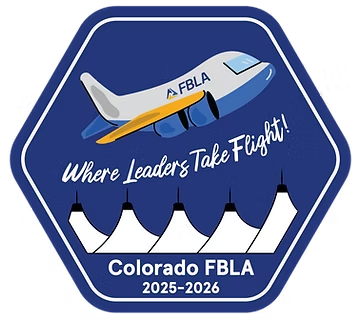 FBLA
Where Leaders Take Flight!
Colorado FBLA
2025-2026